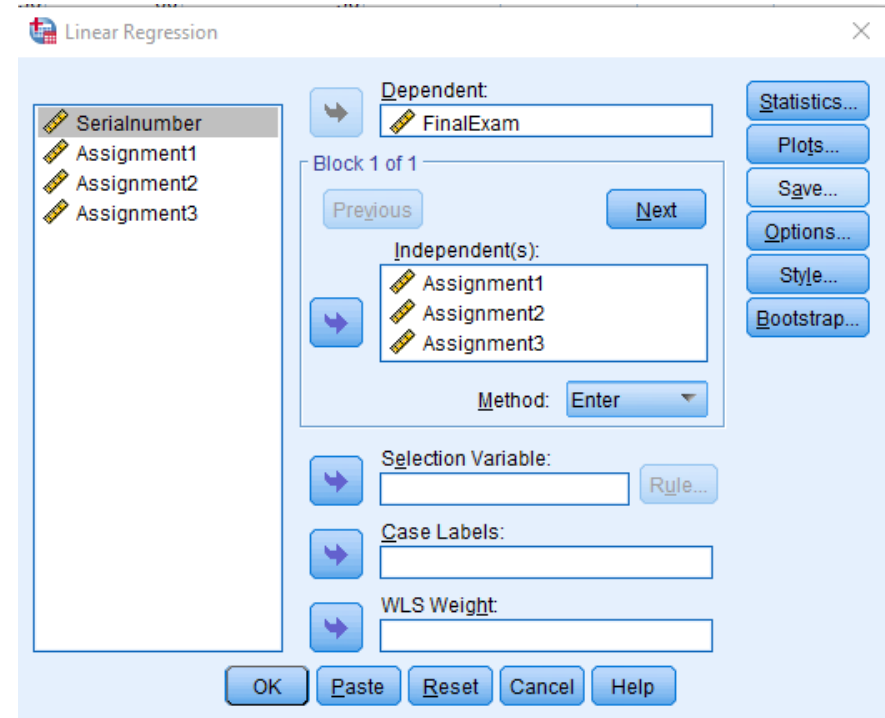 Linear Regression
Serialnumber
Assignment1
Assignment2
Assignment3
Dependent:
FinalExam
Block 1 of 1
Previous
Next
Independent(s):
Assignment1
Assignment2
Assignment3
Method: Enter
Selection Variable:
Rule...
Case Labels:
WLS Weight:
Statistics...
Plots...
Save...
Options...
Style...
Bootstrap...
OK Paste Reset Cancel Help